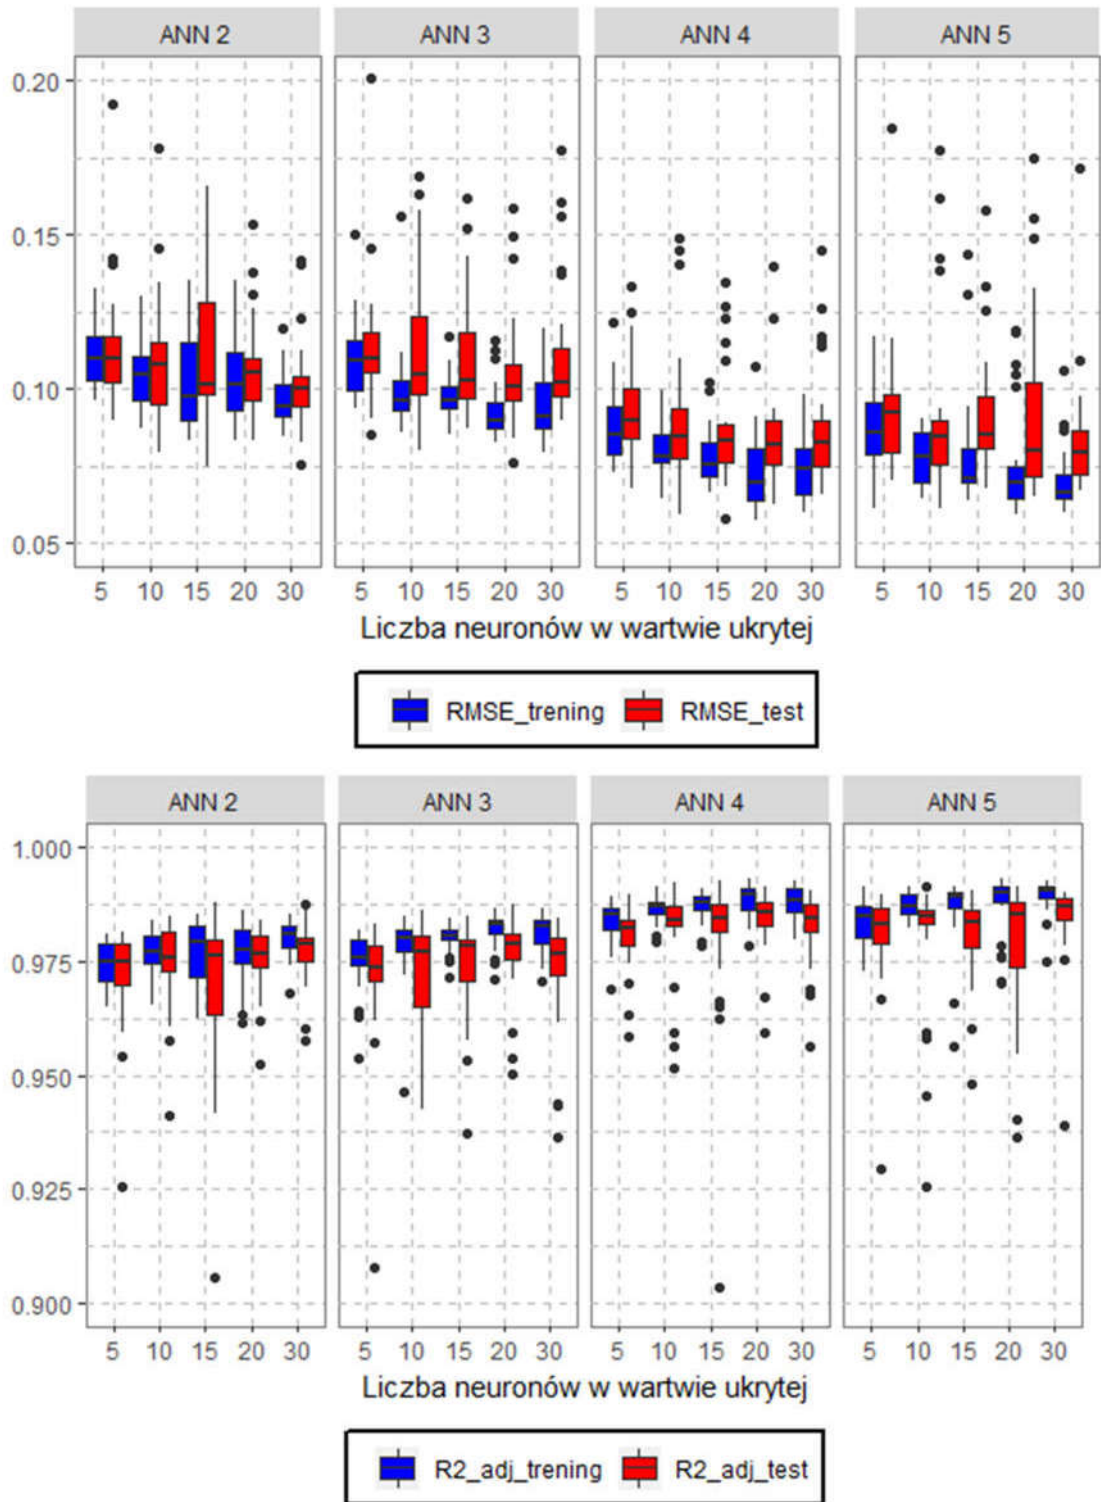 ANN 2 ANN 3 ANN 4 ANN 5
0.20
0.15
0.10
0.05
5 10 15 20 30 5 10 15 20 30 5 10 15 20 30 5 10 15 20 30
Liczba neuronów w wartwie ukrytej
RMSE_trening RMSE_test
ANN 2 ANN 3 ANN 4 ANN 5
1.000
0.975
0.950
0.925
0.900
5 10 15 20 30 5 10 15 20 30 5 10 15 20 30 5 10 15 20 30
Liczba neuronów w wartwie ukrytej
R2_adj_trening R2_adj_test